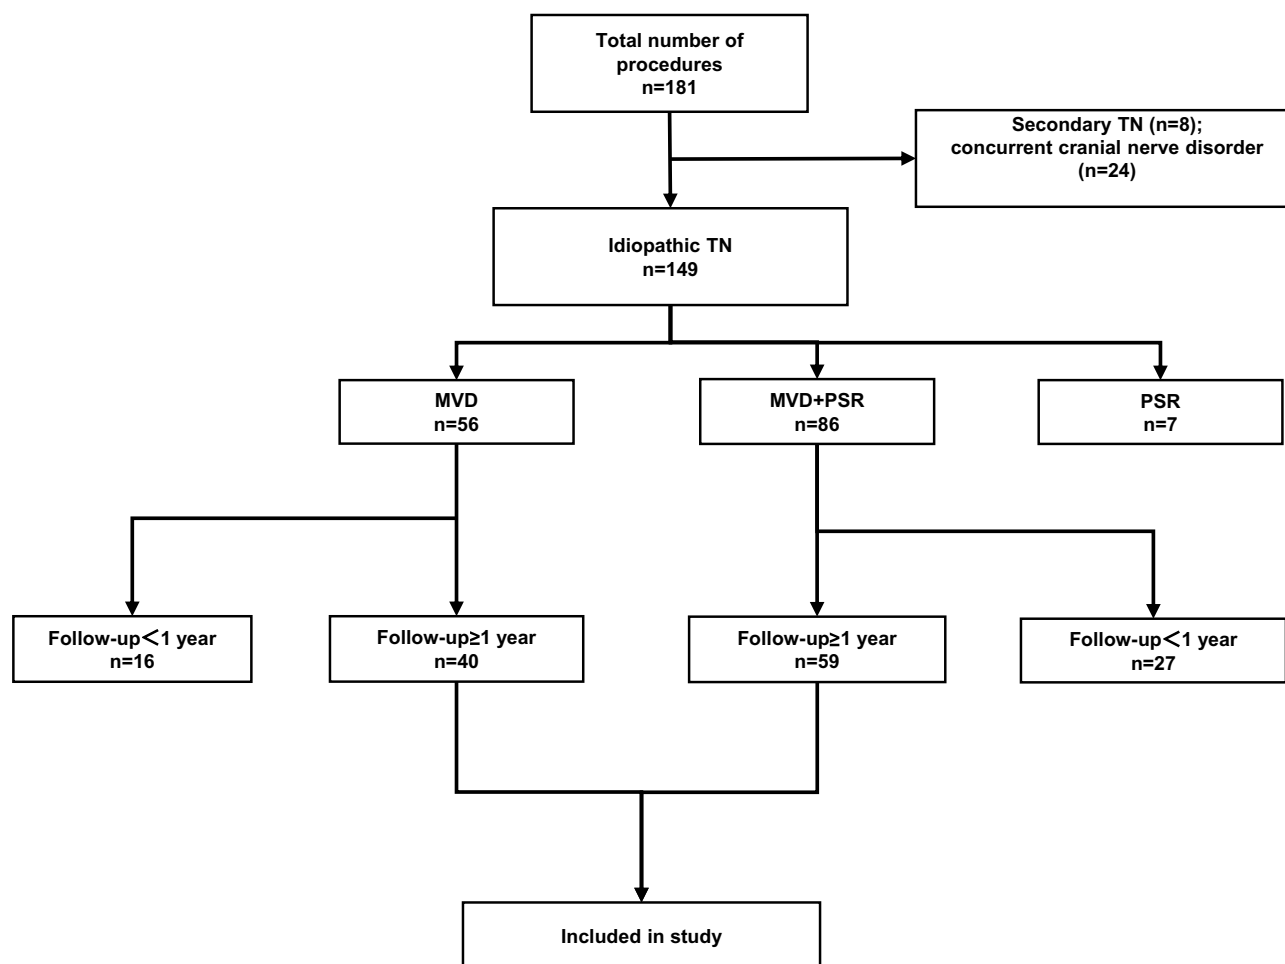 Total number of
procedures
n=181
Secondary TN (n=8);
concurrent cranial nerve disorder
(n=24)
Idiopathic TN
n=149
MVD
n=56
MVD+PSR
n=86
PSR
n=7
Follow-up＜1 year
n=16
Follow-up≥1 year
n=40
Follow-up≥1 year
n=59
Follow-up＜1 year
n=27
Included in study